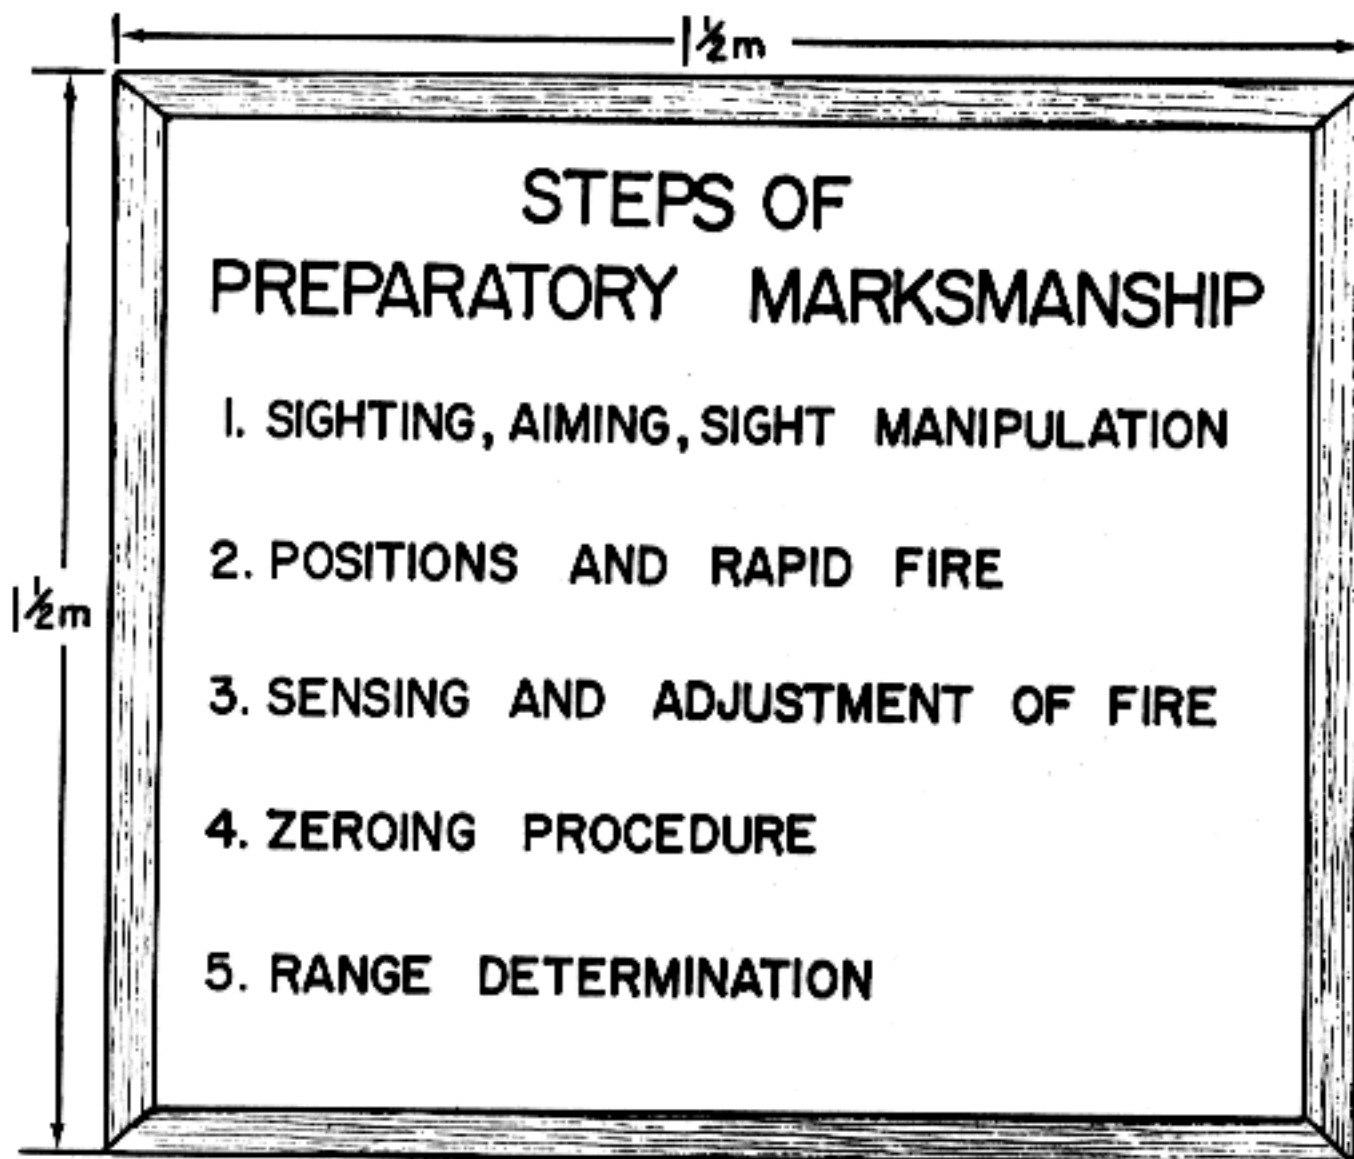 1½m
STEPS OF
PREPARATORY MARKSMANSHIP
1. SIGHTING, AIMING, SIGHT MANIPULATION
2. POSITIONS AND RAPID FIRE
1½m
3. SENSING AND ADJUSTMENT OF FIRE
4. ZEROING PROCEDURE
5. RANGE DETERMINATION